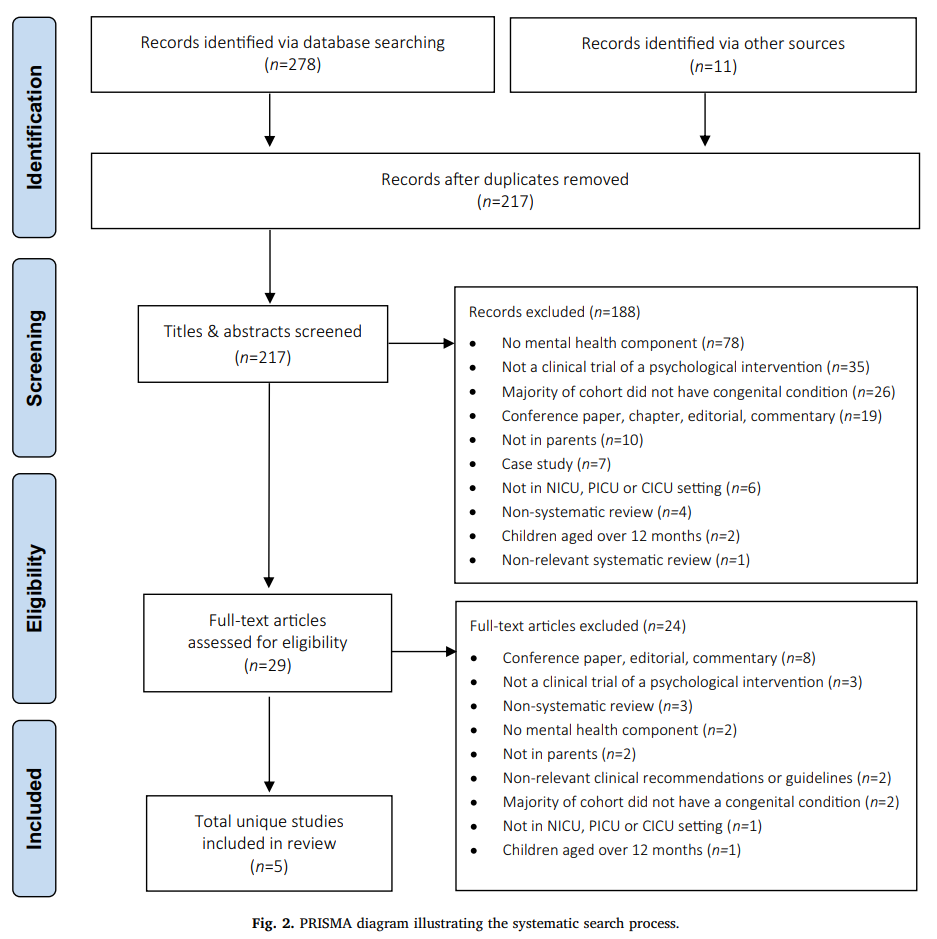 Identification
Records identified via database searching
(n=278)
Records identified via other sources
(n=11)
Records after duplicates removed
(n=217)
Screening
Titles & abstracts screened
(n=217)
Records excluded (n=188)
• No mental health component (n=78)
• Not a clinical trial of a psychological intervention (n=35)
• Majority of cohort did not have congenital condition (n=26)
• Conference paper, chapter, editorial, commentary (n=19)
• Not in parents (n=10)
• Case study (n=7)
• Not in NICU, PICU or CICU setting (n=6)
• Non-systematic review (n=4)
• Children aged over 12 months (n=2)
• Non-relevant systematic review (n=1)
Eligibility
Full-text articles
assessed for eligibility
(n=29)
Full-text articles excluded (n=24)
• Conference paper, editorial, commentary (n=8)
• Not a clinical trial of a psychological intervention (n=3)
• Non-systematic review (n=3)
• No mental health component (n=2)
• Not in parents (n=2)
• Non-relevant clinical recommendations or guidelines (n=2)
• Majority of cohort did not have a congenital condition (n=2)
• Not in NICU, PICU or CICU setting (n=1)
• Children aged over 12 months (n=1)
Included
Total unique studies
included in review
(n=5)
Fig. 2. PRISMA diagram illustrating the systematic search process.